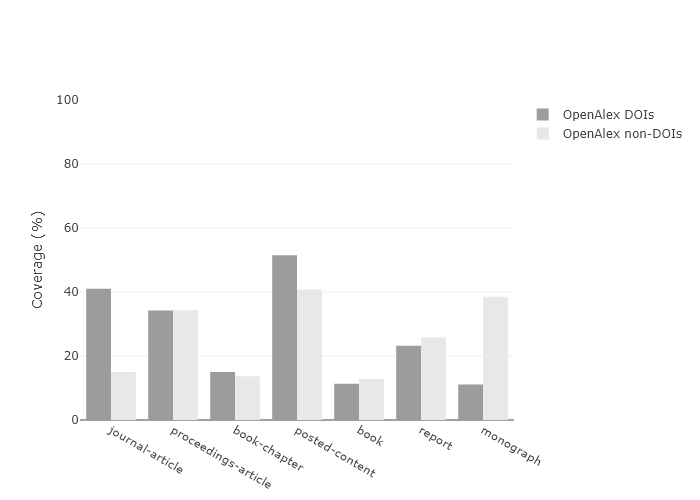 100
80
60
40
20
0
Coverage (%)
OpenAlex DOIs
OpenAlex non-DOIs
journal-article
proceedings-article
book-chapter
posted-content
book
report
monograph